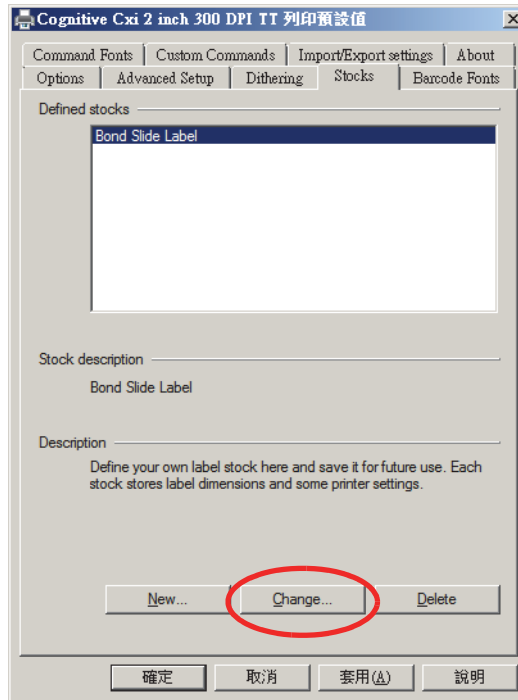 Cognitive Cxi 2 inch 300 DPI TT 列印預設值
Command Fonts Custom Commands Import/Export settings About
Options Advanced Setup Dithering Stocks Barcode Fonts
Defined stocks
Bond Slide Label
Stock description
Bond Slide Label
Description
Define your own label stock here and save it for future use. Each
stock stores label dimensions and some printer settings.
New... Change... Delete
確定 取消 套用(A) 說明